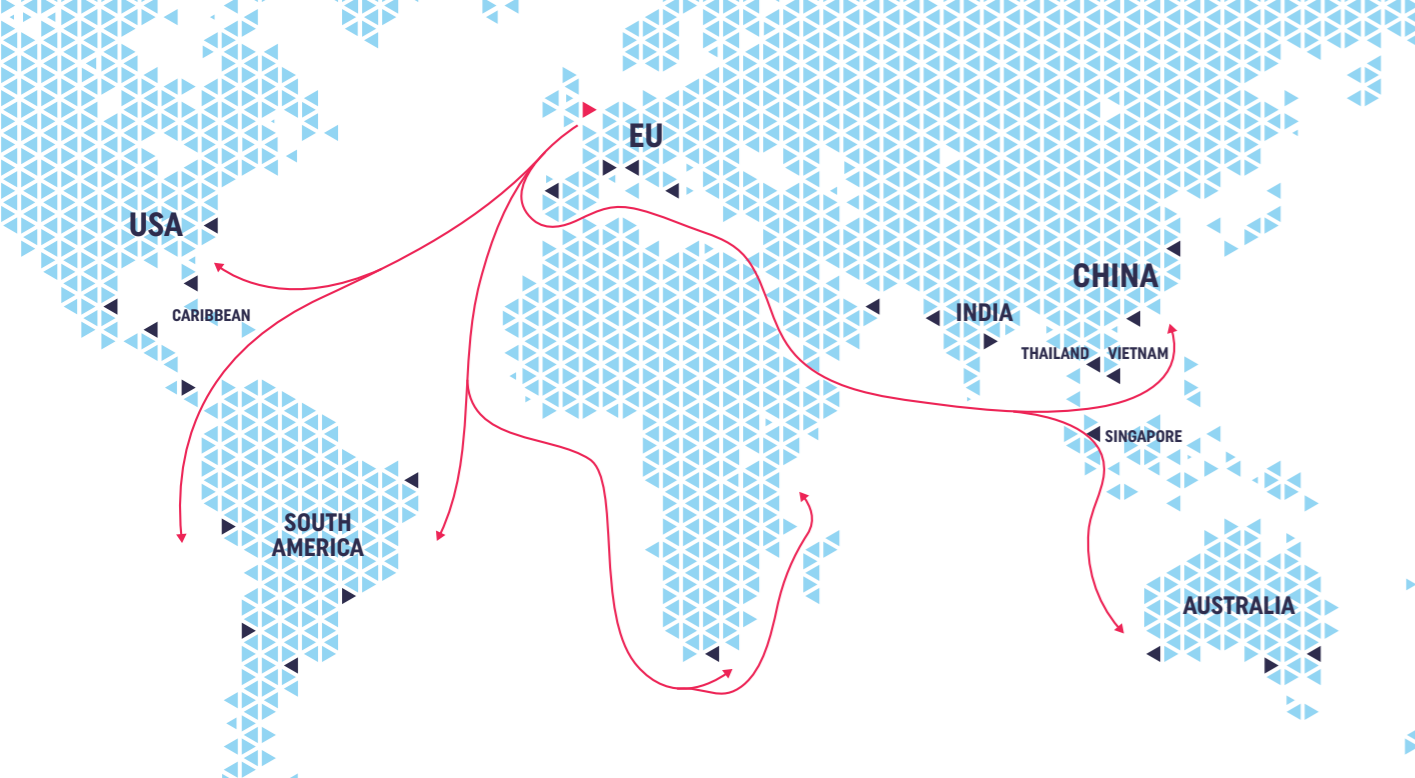 EU
USA
CHINA
CARIBBEAN
INDIA
THAILAND
VIETNAM
SINGAPORE
SOUTH
AMERICA
AUSTRALIA